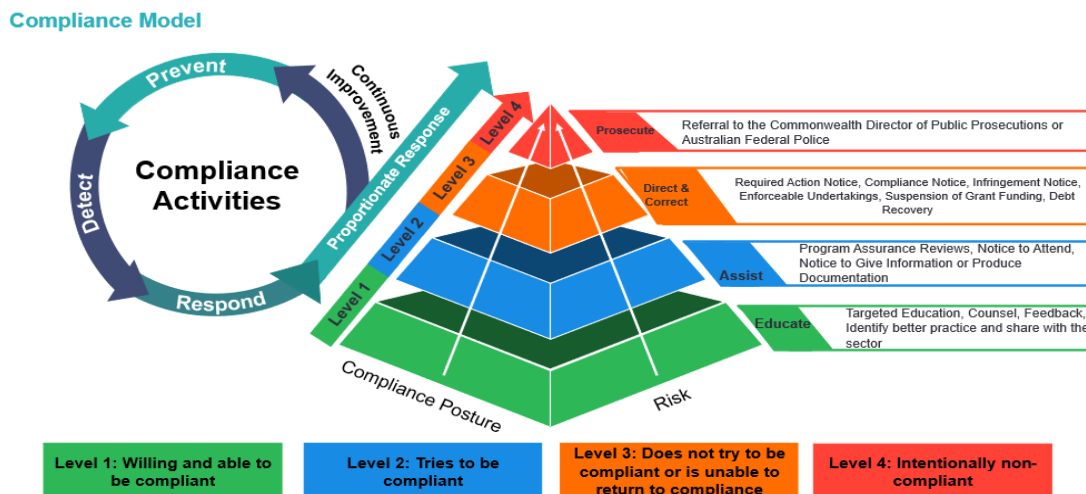 Compliance Model
Prevent
Detect
Respond
Continuous
Improvement
Compliance
Activities
Proportionate Response
Level 1
Level 2
Level 3
Level 4
Prosecute
Referral to the Commonwealth Director of Public Prosecutions or
Australian Federal Police
Direct &
Correct
Required Action Notice, Compliance Notice, Infringement Notice,
Enforceable Undertakings, Suspension of Grant Funding, Debt
Recovery
Assist
Program Assurance Reviews, Notice to Attend,
Notice to Give Information or Produce
Documentation
Educate
Targeted Education, Counsel, Feedback,
Identify better practice and share with the
sector
Compliance Posture
Risk
Level 1: Willing and able to
be compliant
Level 2: Tries to be
compliant
Level 3: Does not try to be
compliant or is unable to
return to compliance
Level 4: Intentionally non-
compliant